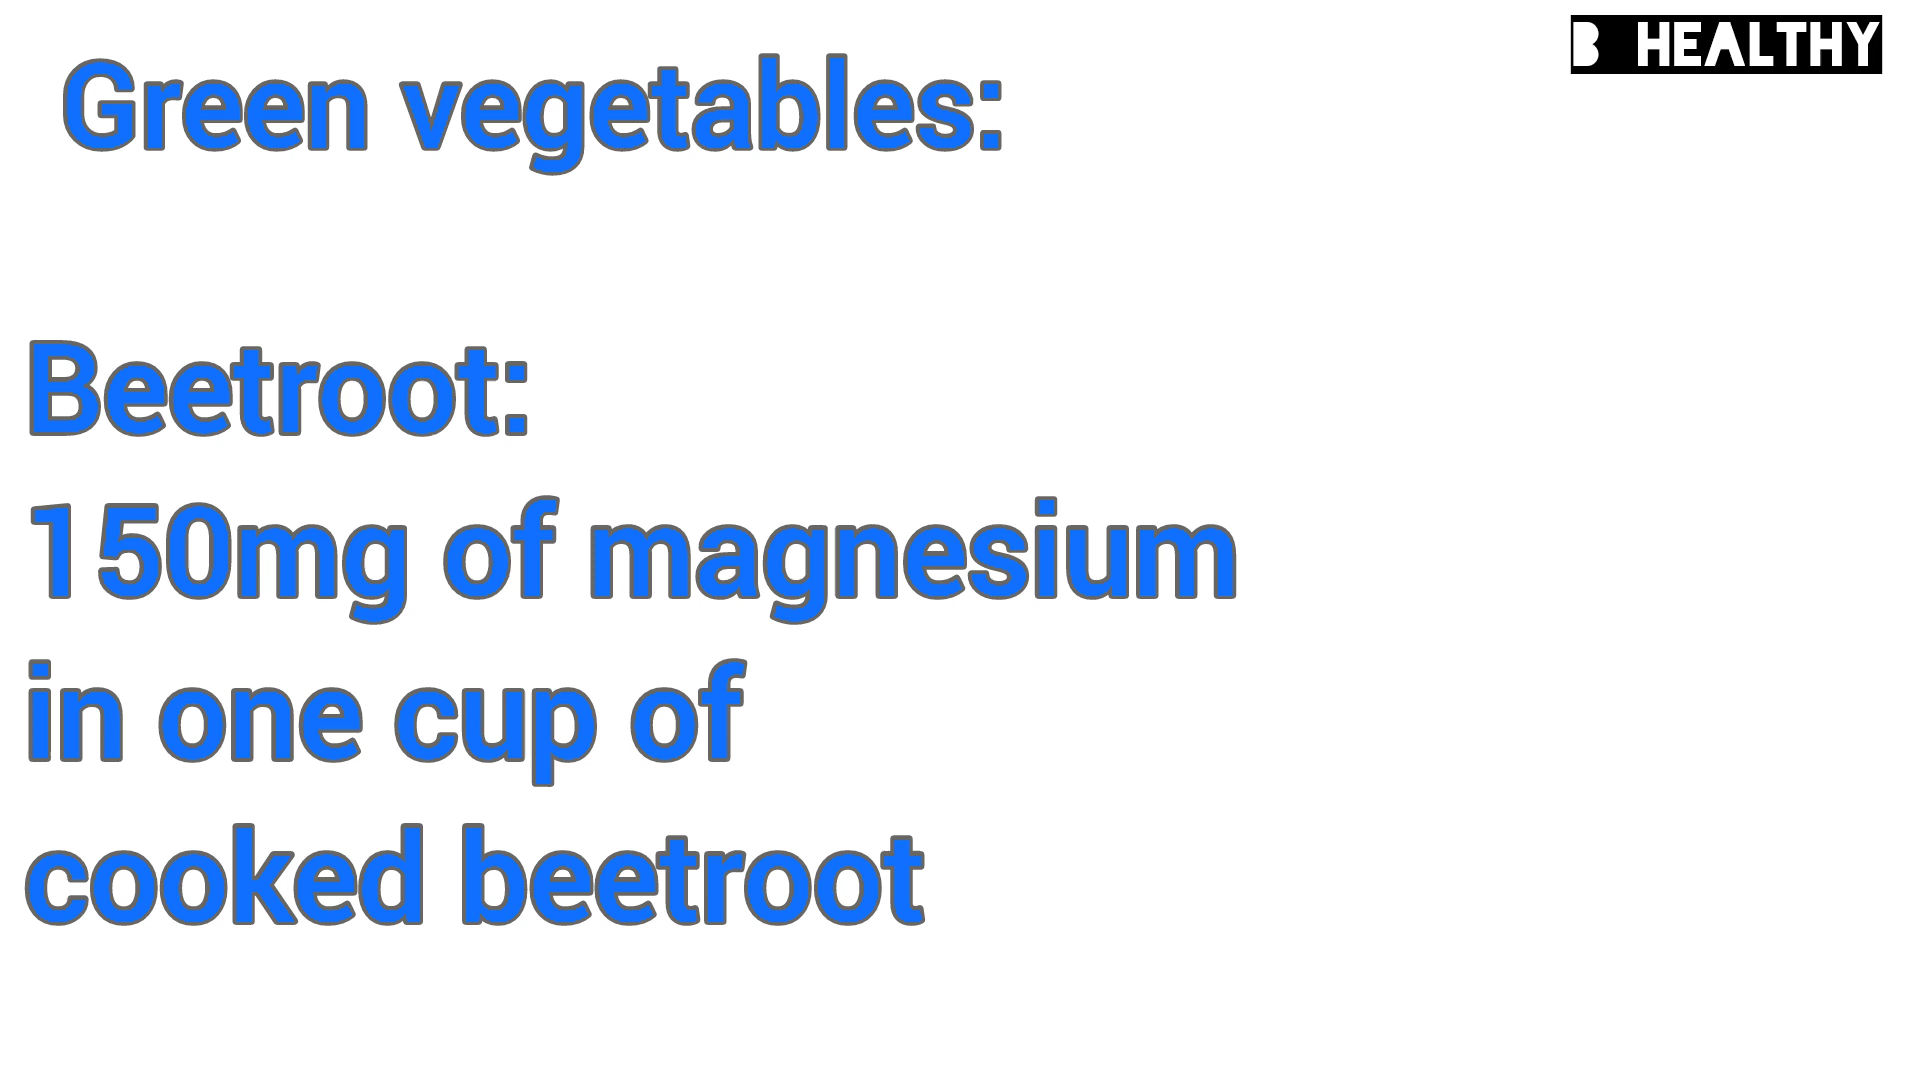 B HEALTHY
Green vegetables:
Beetroot:
150mg of magnesium
in one cup of
cooked beetroot